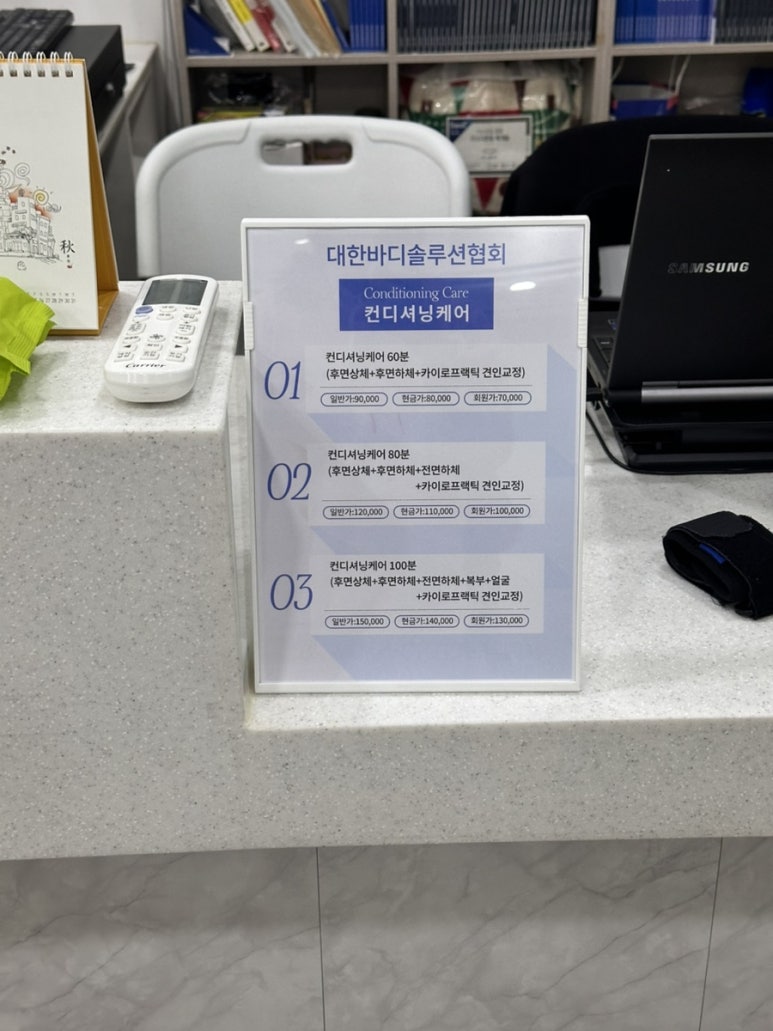 대한바디솔루션협회
Conditioning Care
컨디셔닝케어
01
컨디셔닝케어 60분
(후면상체+후면하체+카이로프랙틱 견인교정)
일반가:90,000 현금가:80,000 회원가:70,000
02
컨디셔닝케어 80분
(후면상체+후면하체+전면하체
+카이로프랙틱 견인교정)
일반가:120,000 현금가:110,000 회원가:100,000
03
컨디셔닝케어 100분
(후면상체+후면하체+전면하체+복부+얼굴
+카이로프랙틱 견인교정)
일반가:150,000 현금가:140,000 회원가:130,000
秋
Carrier
SAMSUNG